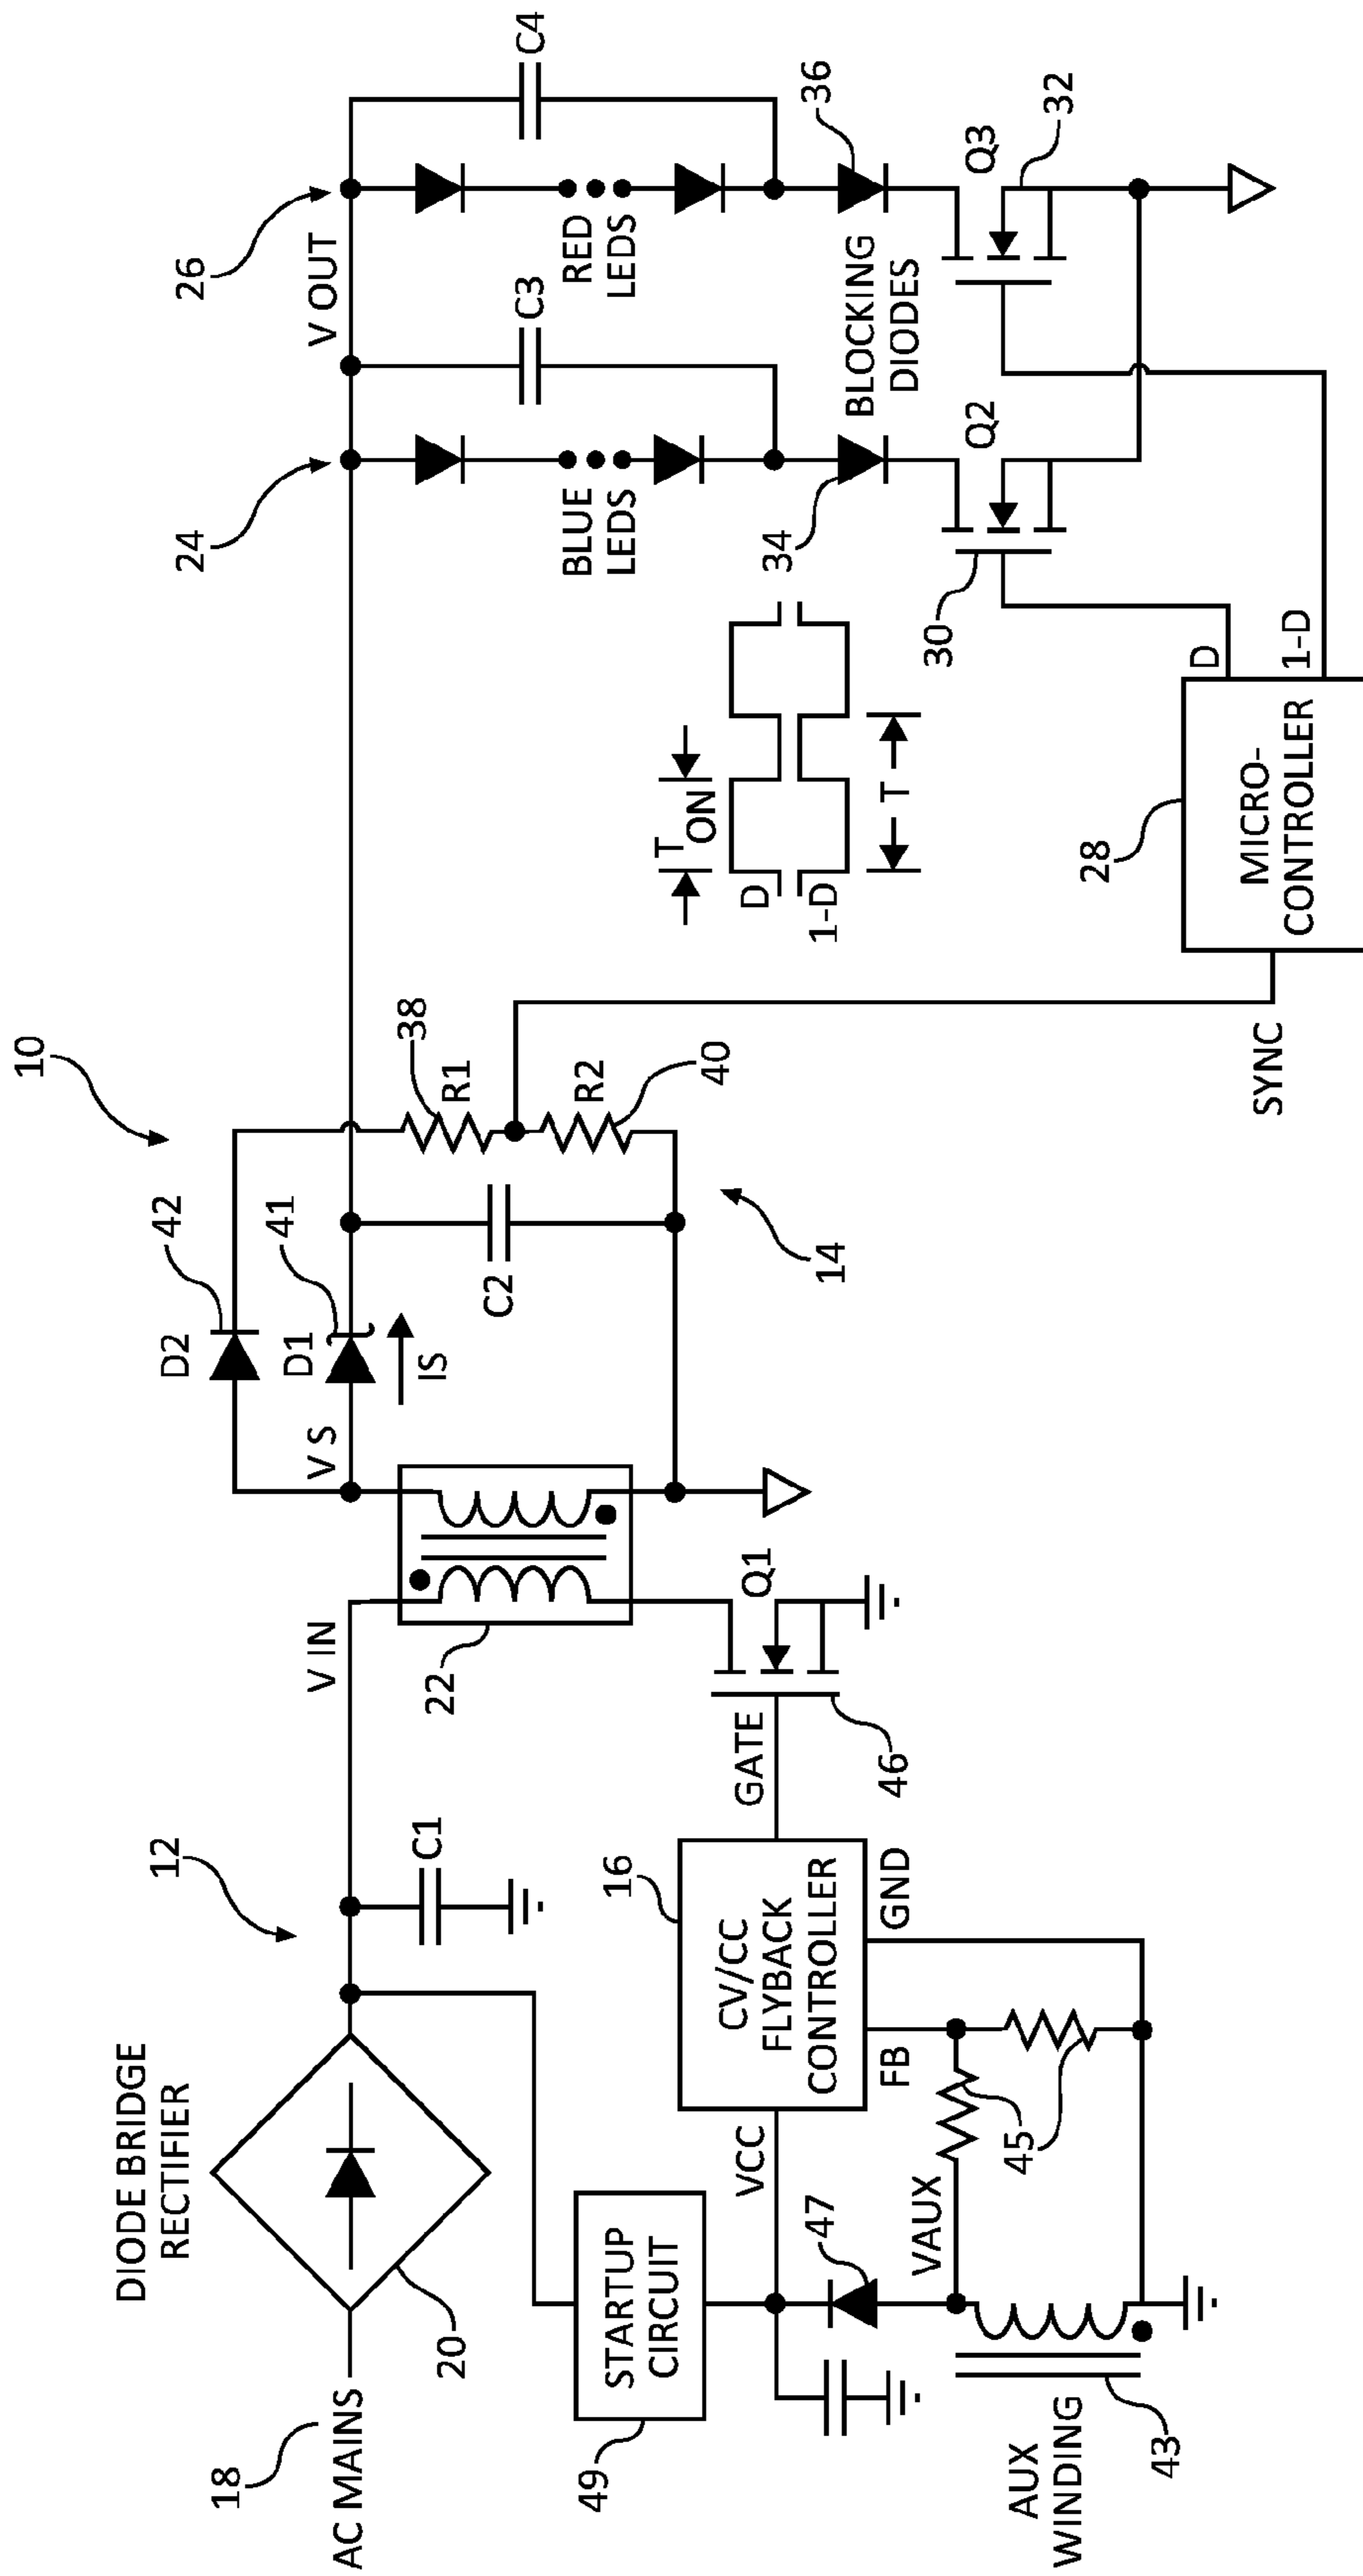 10
12
14
DIODE BRIDGE
RECTIFIER
18
AC MAINS
20
C1
V IN
22
V S
D2
42
D1
41
IS
C2
R1
38
R2
40
24
V OUT
26
BLUE
LEDS
C3
RED
LEDS
C4
34
BLOCKING
DIODES
36
30
Q2
Q3
32
T
ON
D
1-D
T
49
STARTUP
CIRCUIT
VCC
16
CV/CC
FLYBACK
CONTROLLER
GATE
Q1
46
FB
GND
47
VAUX
45
AUX
WINDING
43
SYNC
28
MICRO-
CONTROLLER
D
1-D